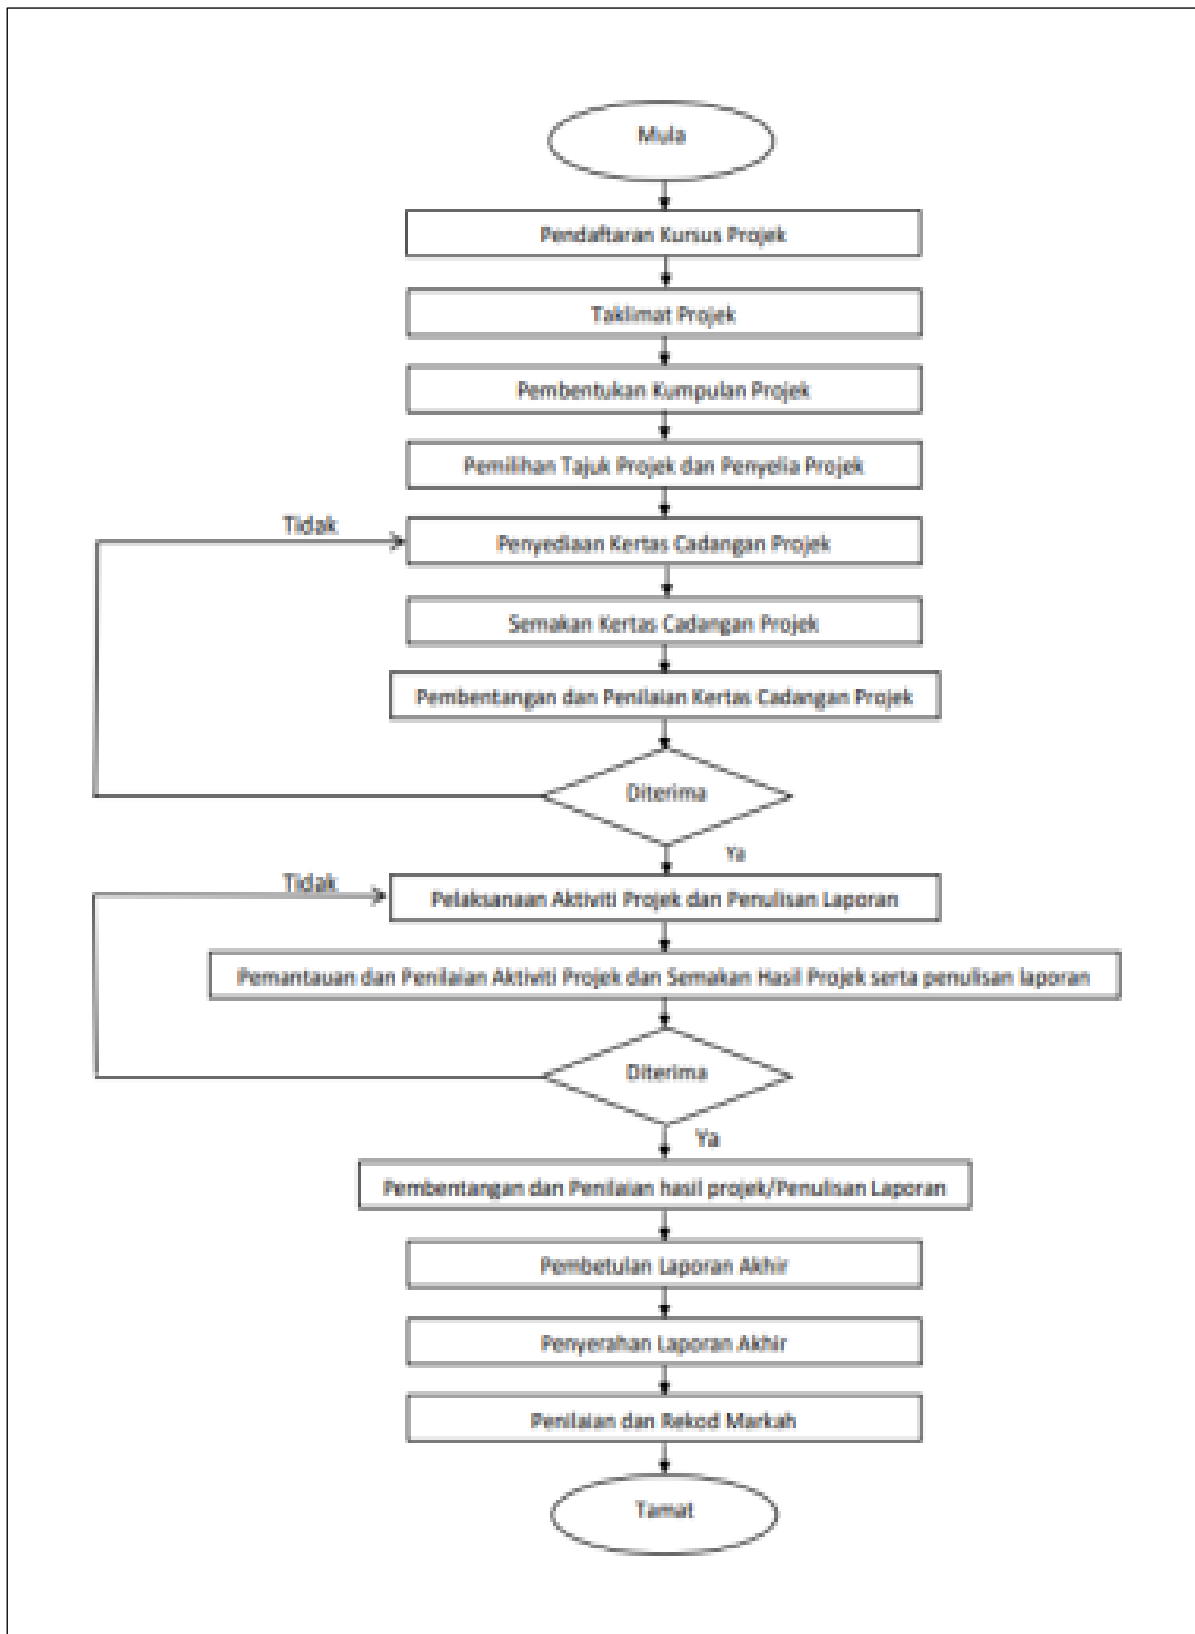 Mula
Pendaftaran Kursus Projek
Taklimat Projek
Pembentukan Kumpulan Projek
Pemilihan Tajuk Projek dan Penyelia Projek
Tidak
Penyediaan Kertas Cadangan Projek
Semakan Kertas Cadangan Projek
Pembentangan dan Penilaian Kertas Cadangan Projek
Diterima
Ya
Tidak
Pelaksanaan Aktiviti Projek dan Penulisan Laporan
Pemantauan dan Penilaian Aktiviti Projek dan Semakan Hasil Projek serta penulisan laporan
Diterima
Ya
Pembentangan dan Penilaian hasil projek/Penulisan Laporan
Pembetulan Laporan Akhir
Penyerahan Laporan Akhir
Penilaian dan Rekod Markah
Tamat